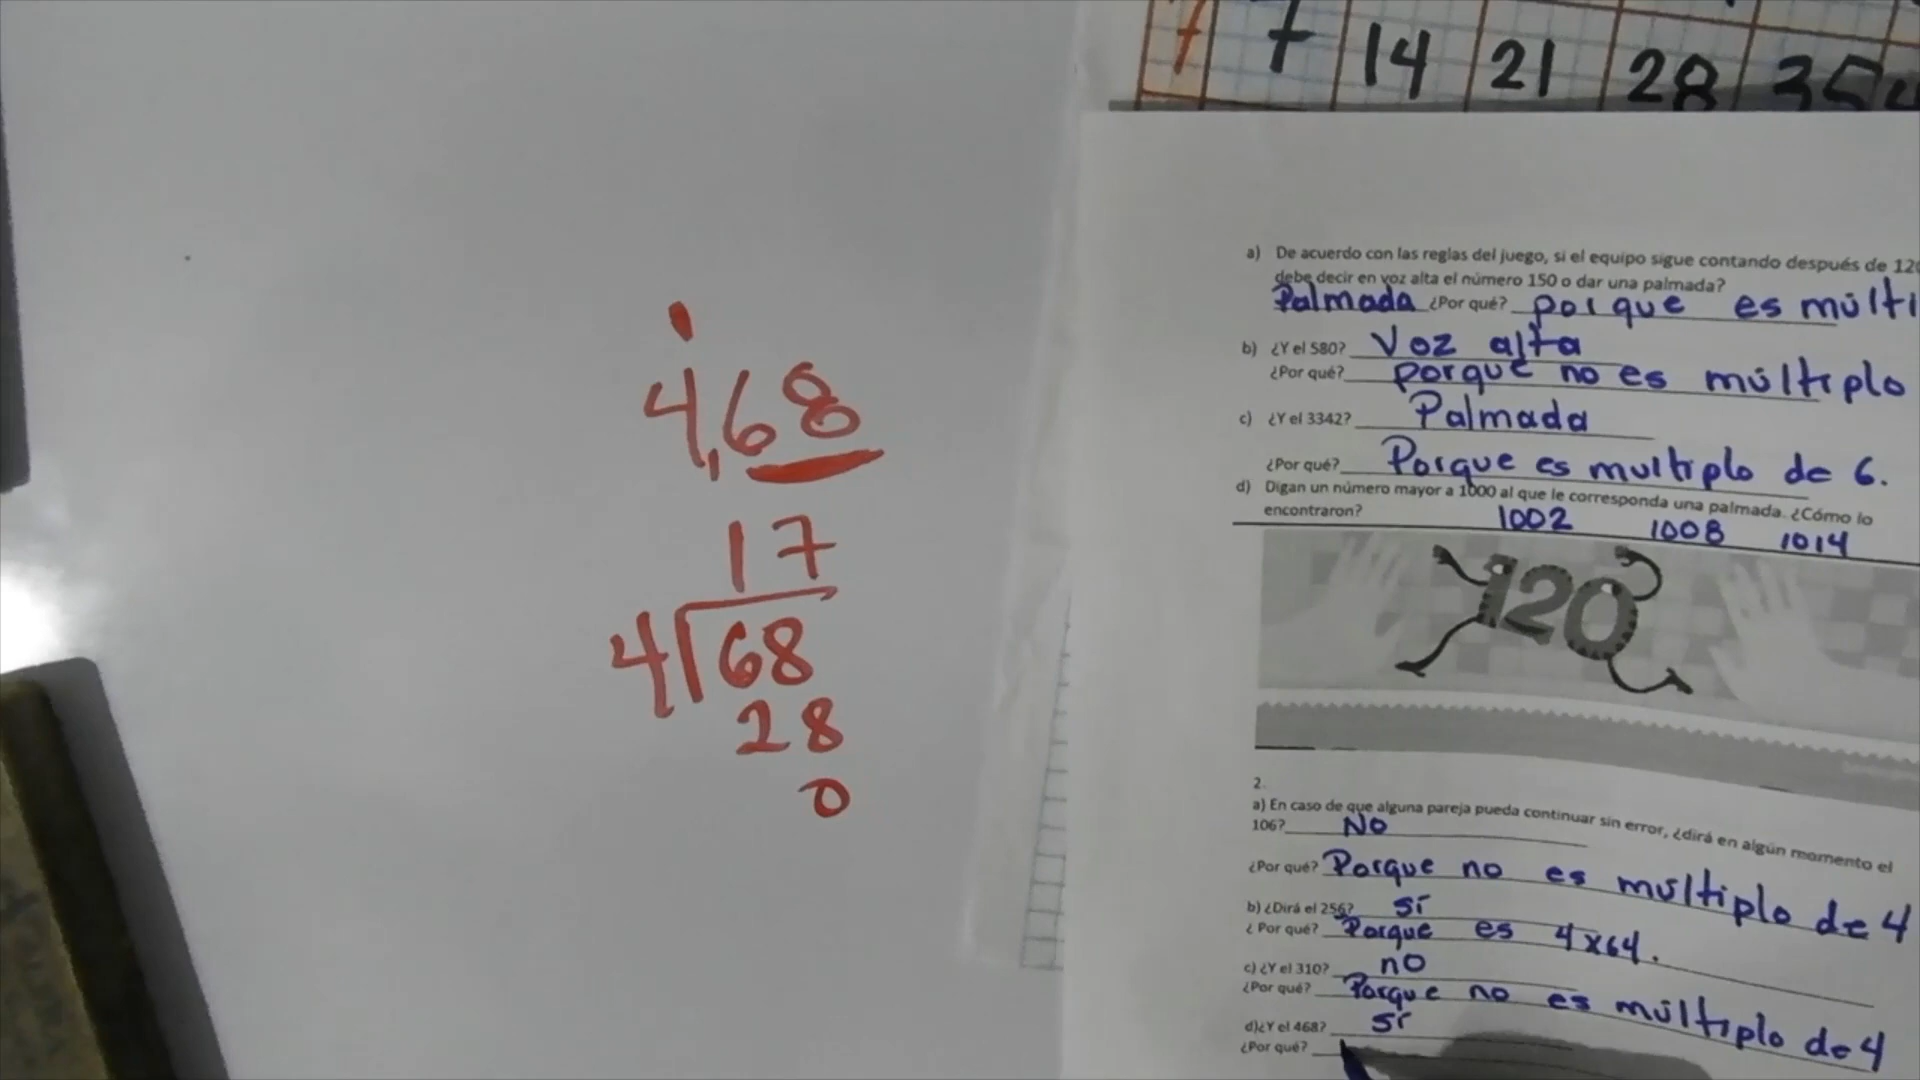 7 7 14 21 28 35
4,68
17
4 68
28
0
a) De acuerdo con las reglas del juego, si el equipo sigue contando después de 120
debe decir en voz alta el número 150 o dar una palmada?
Palmada ¿Por qué? porque es múlti
b) ¿Y el 580? Voz alta
¿Por qué? porque no es múltiplo
c) ¿Y el 3342? Palmada
¿Por qué? Porque es multiplo de 6.
d) Digan un número mayor a 1000 al que le corresponda una palmada. ¿Cómo lo
encontraron? 1002 1008 1014
120
2.
a) En caso de que alguna pareja pueda continuar sin error, ¿dirá en algún momento el
106? No
¿Por qué? Porque no es múltiplo de 4
b) ¿Dirá el 256? sí
¿Por qué? Porque es 4x64.
c) ¿Y el 310? no
¿Por qué? Porque no es múltiplo de 4
d)¿Y el 468? sí
¿Por qué?